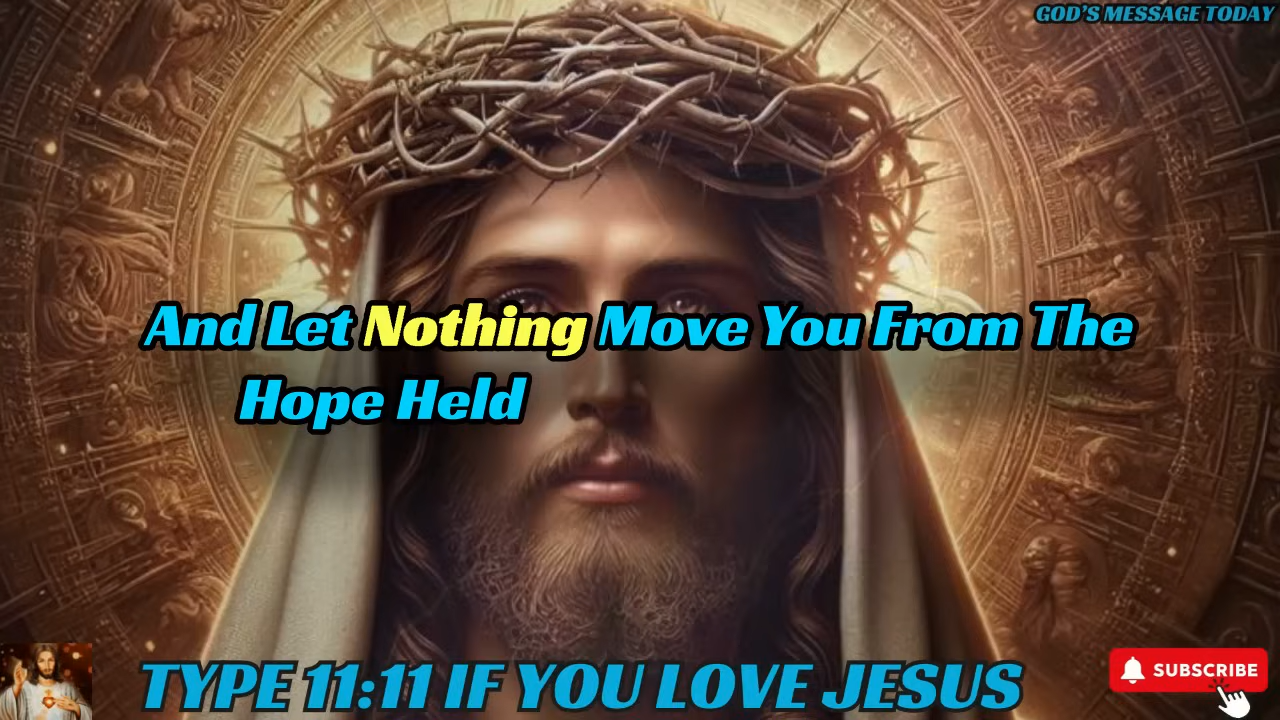 GOD'S MESSAGE TODAY
And Let Nothing Move You From The
Hope Held
TYPE 11:11 IF YOU LOVE JESUS
SUBSCRIBE